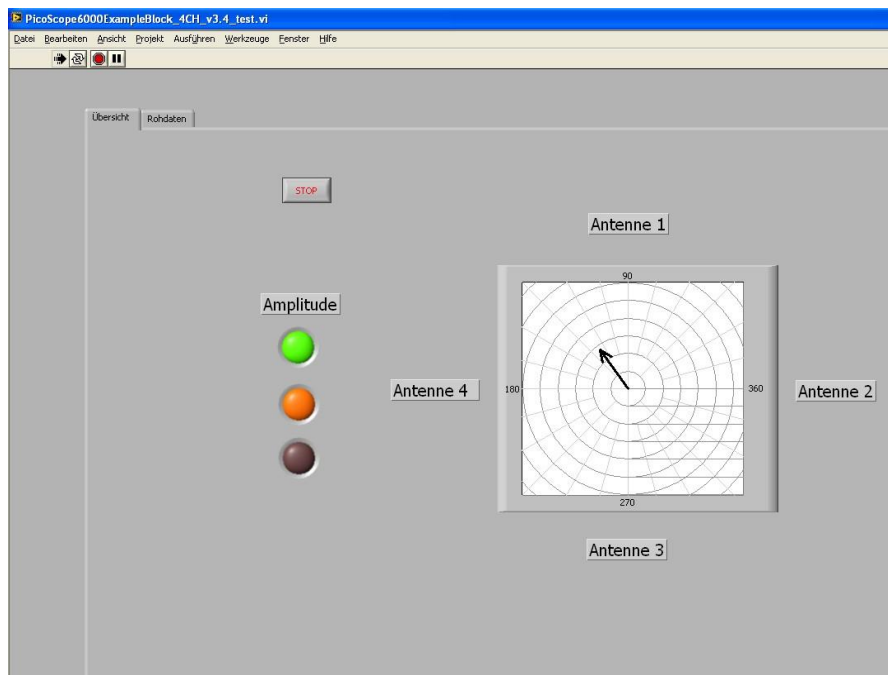 PicoScope6000ExampleBlock_4CH_v3.4_test.vi
Datei Bearbeiten Ansicht Projekt Ausführen Werkzeuge Fenster Hilfe
Übersicht Rohdaten
STOP
Antenne 1
90
Amplitude
Antenne 4 180 360 Antenne 2
270
Antenne 3